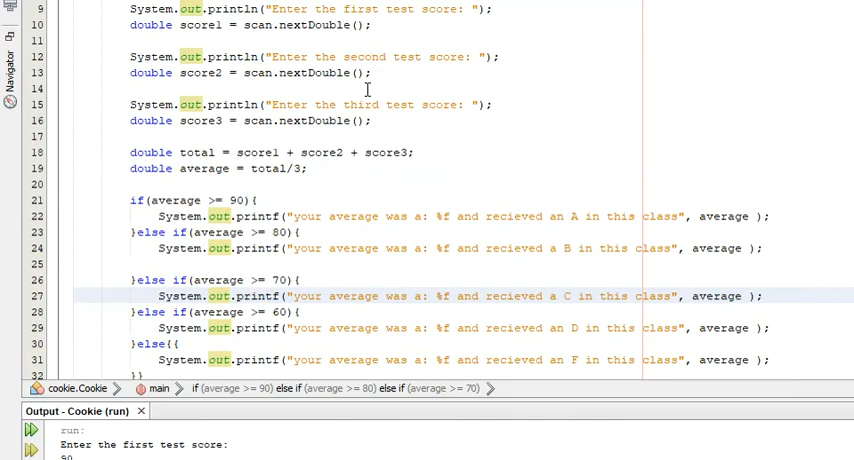 Navigator
9 System.out.println("Enter the first test score: ");
10 double score1 = scan.nextDouble();
11
12 System.out.println("Enter the second test score: ");
13 double score2 = scan.nextDouble();
14
15 System.out.println("Enter the third test score: ");
16 double score3 = scan.nextDouble();
17
18 double total = score1 + score2 + score3;
19 double average = total/3;
20
21 if(average >= 90){
22 System.out.printf("your average was a: %f and recieved an A in this class", average );
23 }else if(average >= 80){
24 System.out.printf("your average was a: %f and recieved a B in this class", average );
25
26 }else if(average >= 70){
27 System.out.printf("your average was a: %f and recieved a C in this class", average );
28 }else if(average >= 60){
29 System.out.printf("your average was a: %f and recieved an D in this class", average );
30 }else{{
31 System.out.printf("your average was a: %f and recieved an F in this class", average );
32 }}
cookie.Cookie main if (average >= 90) else if (average >= 80) else if (average >= 70)
Output - Cookie (run) ×
run:
Enter the first test score:
90